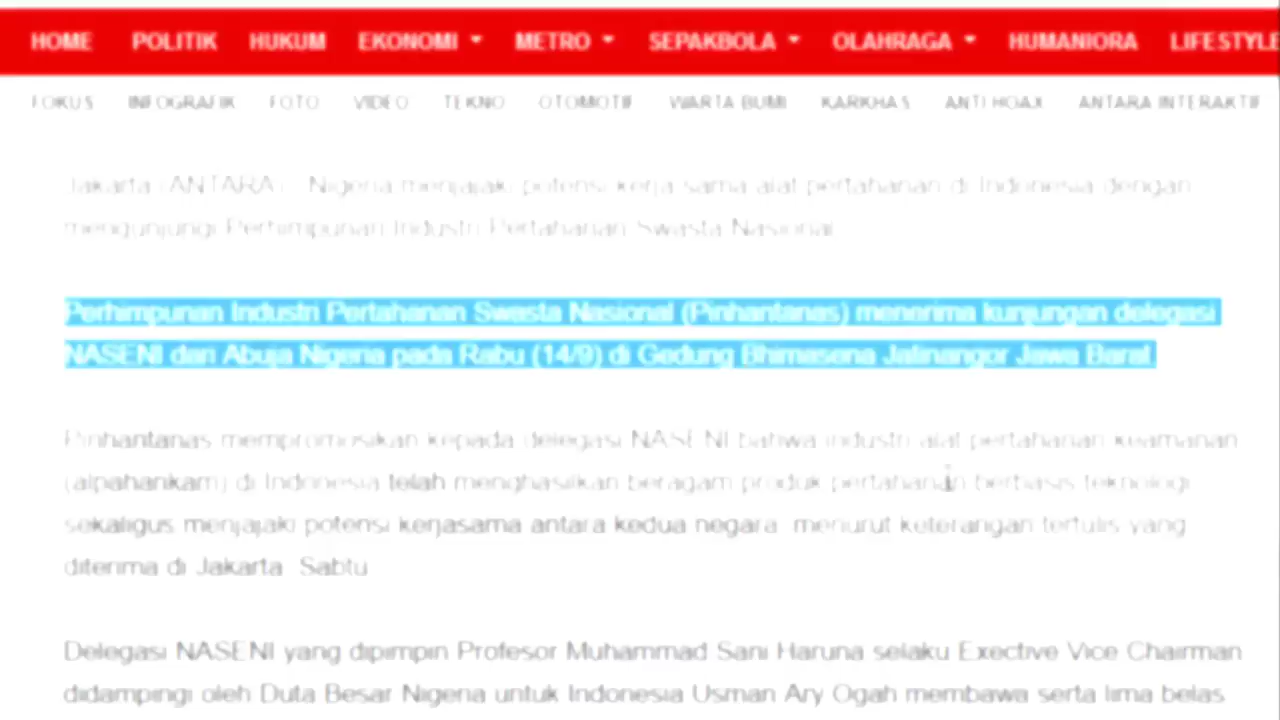 HOME POLITIK HUKUM EKONOMI METRO SEPAKBOLA OLAHRAGA HUMANIORA LIFESTYLE
FOKUS INFOGRAFIK FOTO VIDEO TEKNO OTOMOTIF WARTA BUMI KARKHAS ANTI HOAX ANTARA INTERAKTIF
Jakarta (ANTARA) - Nigeria menjajaki potensi kerja sama alat pertahanan di Indonesia dengan
mengunjungi Perhimpunan Industri Pertahanan Swasta Nasional.
Perhimpunan Industri Pertahanan Swasta Nasional (Pinhantanas) menerima kunjungan delegasi
NASENI dari Abuja Nigeria pada Rabu (14/9) di Gedung Bhimasena Jatinangor Jawa Barat.
Pinhantanas mempromosikan kepada delegasi NASENI bahwa industri alat pertahanan keamanan
(alpahankam) di Indonesia telah menghasilkan beragam produk pertahanan berbasis teknologi
sekaligus menjajaki potensi kerjasama antara kedua negara, menurut keterangan tertulis yang
diterima di Jakarta, Sabtu.
Delegasi NASENI yang dipimpin Profesor Muhammad Sani Haruna selaku Exective Vice Chairman
didampingi oleh Duta Besar Nigeria untuk Indonesia Usman Ary Ogah membawa serta lima belas